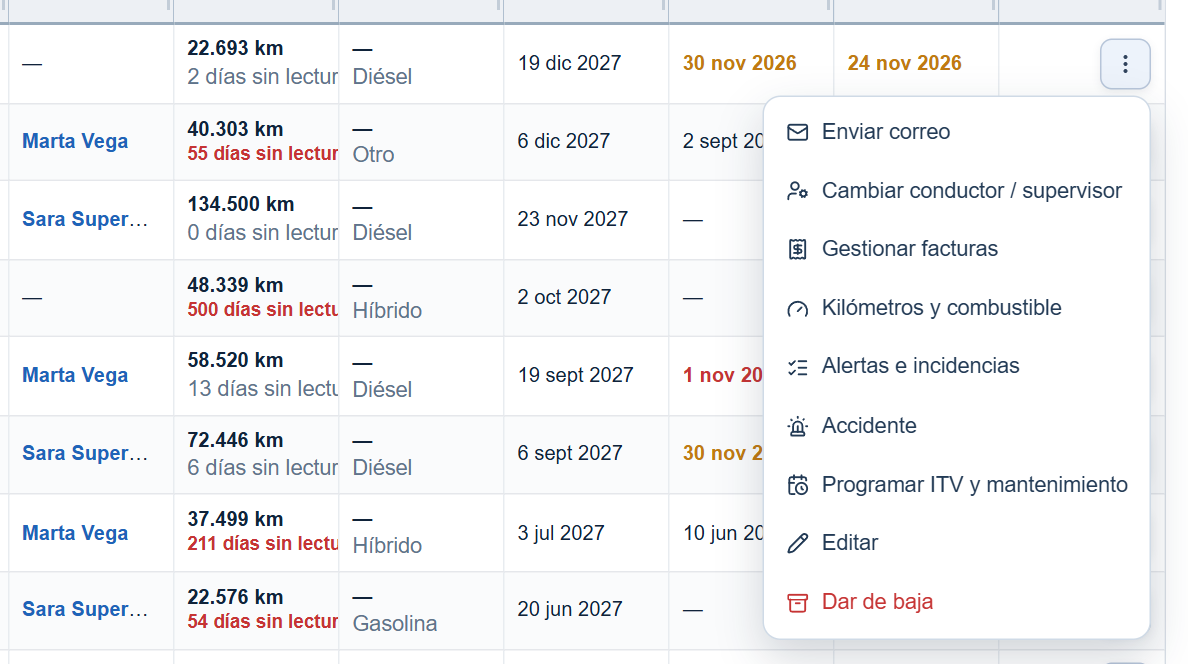 —
22.693 km
2 días sin lectur
—
Diésel
19 dic 2027
30 nov 2026
24 nov 2026
Marta Vega
40.303 km
55 días sin lectur
—
Otro
6 dic 2027
2 sept 20
Sara Super…
134.500 km
0 días sin lectur
—
Diésel
23 nov 2027
—
—
48.339 km
500 días sin lectu
—
Híbrido
2 oct 2027
—
Marta Vega
58.520 km
13 días sin lectu
—
Diésel
19 sept 2027
1 nov 20
Sara Super…
72.446 km
6 días sin lectur
—
Diésel
6 sept 2027
30 nov 2
Marta Vega
37.499 km
211 días sin lectu
—
Híbrido
3 jul 2027
10 jun 20
Sara Super…
22.576 km
54 días sin lectur
—
Gasolina
20 jun 2027
—
Enviar correo
Cambiar conductor / supervisor
Gestionar facturas
Kilómetros y combustible
Alertas e incidencias
Accidente
Programar ITV y mantenimiento
Editar
Dar de baja